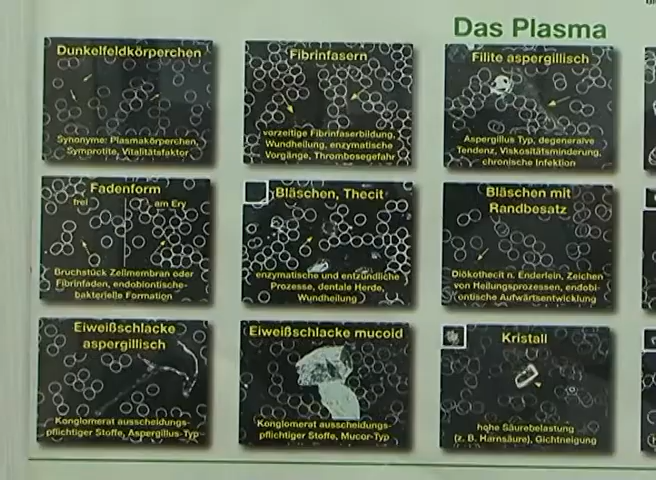 Das Plasma
Dunkelfeldkörperchen
Synonyme: Plasmakörperchen,
Symprotite, Vitalitätsfaktor
Fibrinfasern
vorzeitige Fibrinfaserbildung,
Wundheilung, enzymatische
Vorgänge, Thrombosegefahr
Filite aspergillisch
Aspergillus Typ, degenerative
Tendenz, Viskositätsminderung,
chronische Infektion
Fadenform
frei am Ery
Bruchstück Zellmembran oder
Fibrinfaden, endobiontische-
bakterielle Formation
Bläschen, Thecit
enzymatische und entzündliche
Prozesse, dentale Herde,
Wundheilung
Bläschen mit
Randbesatz
Diökothecit n. Enderlein, Zeichen
von Heilungsprozessen, endobi-
ontische Aufwärtsentwicklung
Eiweißschlacke
aspergillisch
Konglomerat ausscheidungs-
pflichtiger Stoffe, Aspergillus-Typ
Eiweißschlacke mucoid
Konglomerat ausscheidungs-
pflichtiger Stoffe, Mucor-Typ
Kristall
hohe Säurebelastung
(z. B. Harnsäure), Gichtneigung